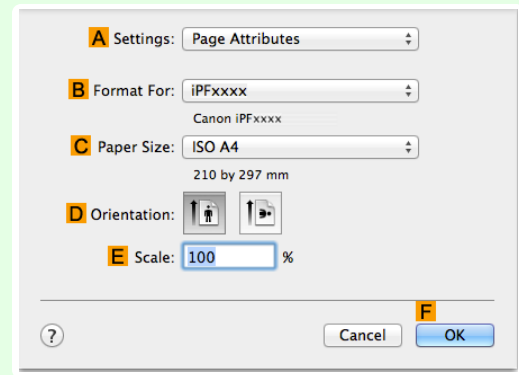 A Settings: Page Attributes
B Format For: iPFxxxx
Canon iPFxxxx
C Paper Size: ISO A4
210 by 297 mm
D Orientation:
E Scale: 100 %
F
? Cancel OK